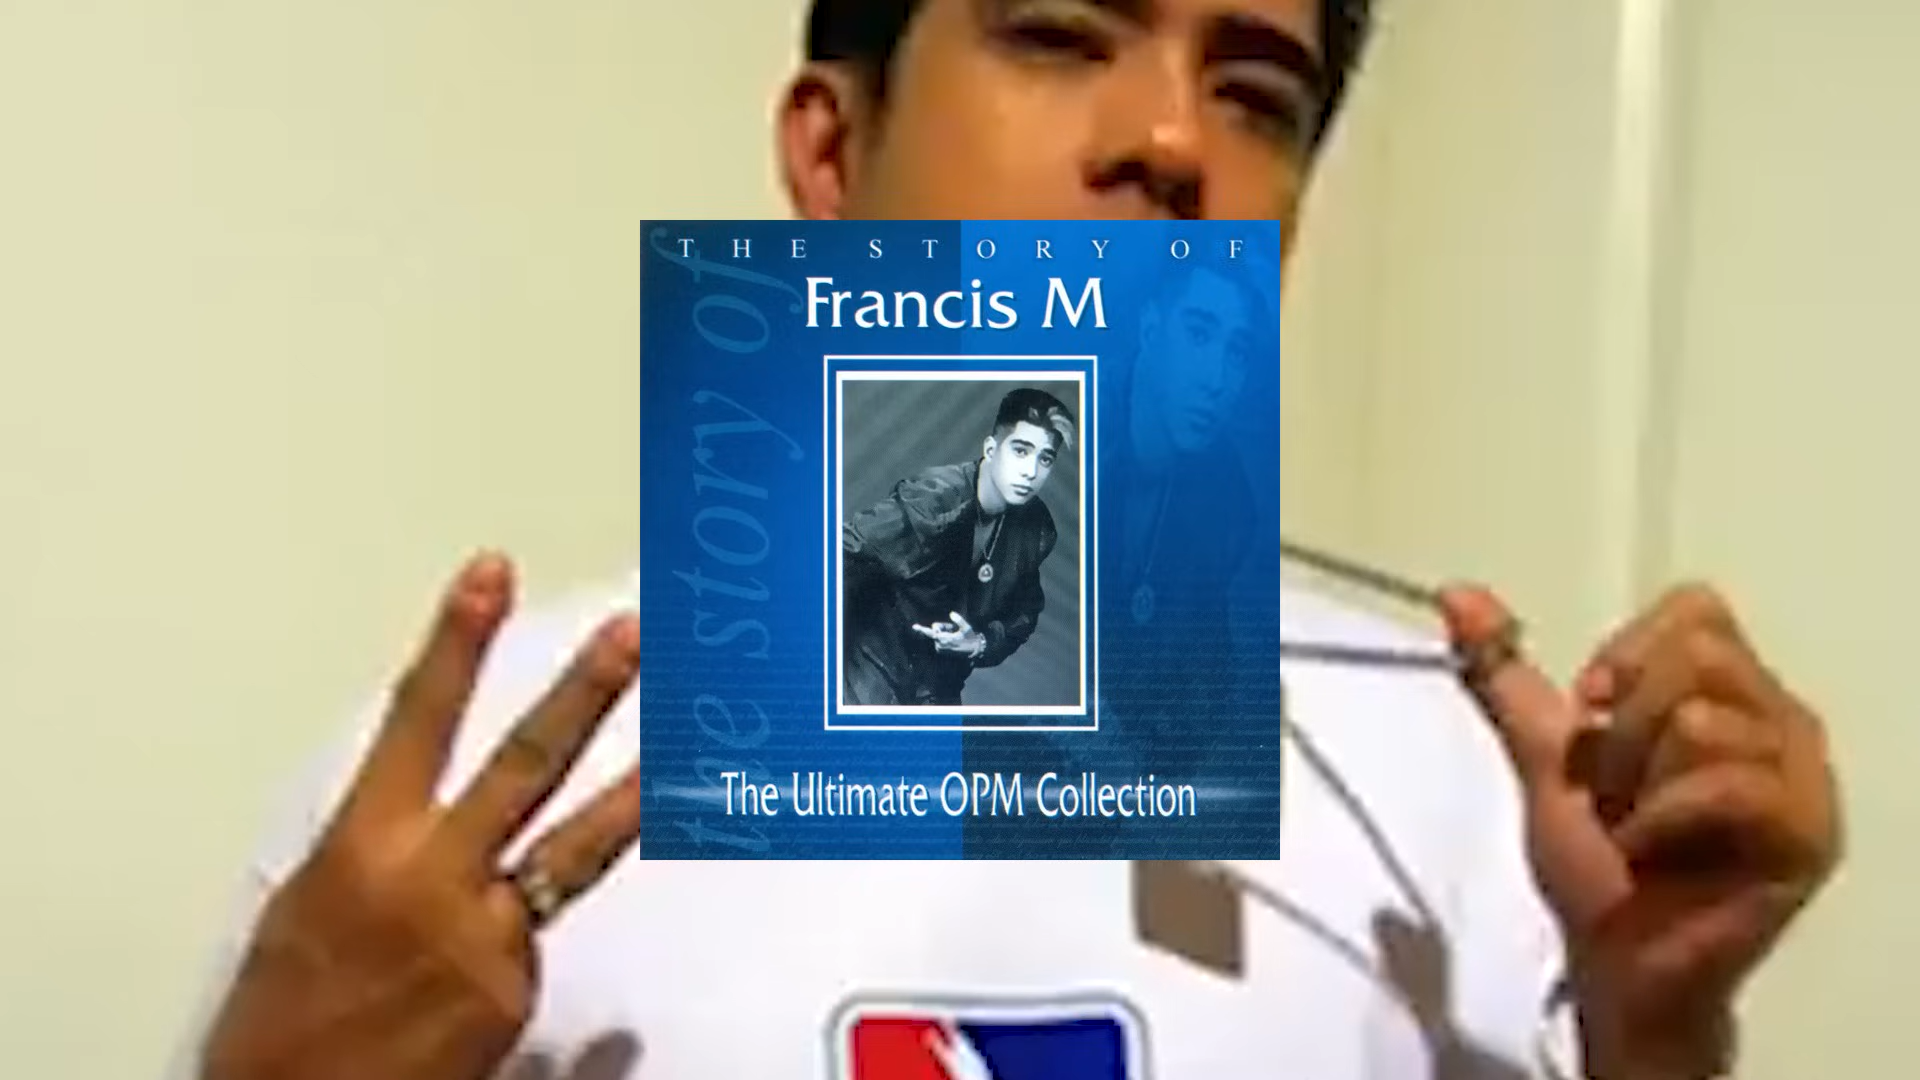 THE STORY OF
Francis M
the story of
The Ultimate OPM Collection